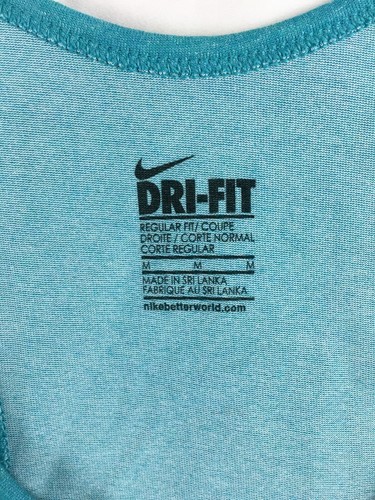 DRI-FIT
REGULAR FIT/ COUPE
DROITE / CORTE NORMAL
CORTE REGULAR
M M M
MADE IN SRI LANKA
FABRIQUE AU SRI LANKA
nikebetterworld.com